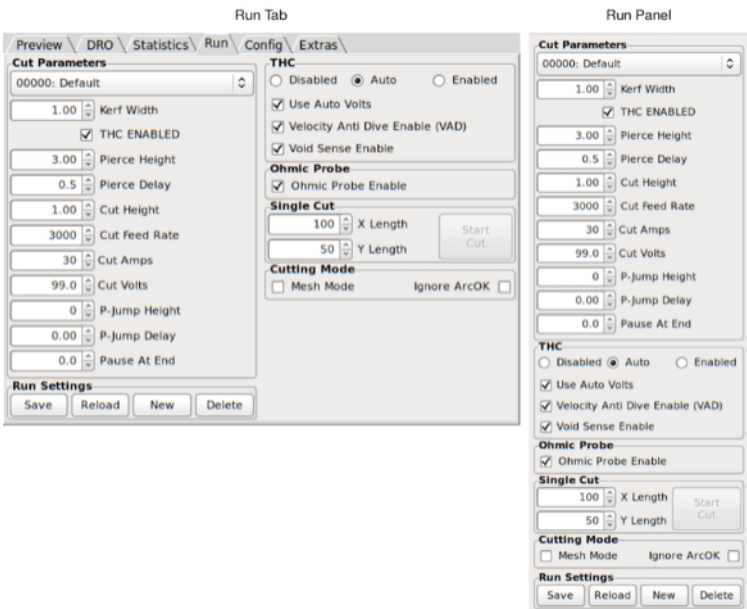 Run Tab
Preview DRO Statistics Run Config Extras
Cut Parameters
00000: Default
1.00 Kerf Width
THC ENABLED
3.00 Pierce Height
0.5 Pierce Delay
1.00 Cut Height
3000 Cut Feed Rate
30 Cut Amps
99.0 Cut Volts
0 P-Jump Height
0.00 P-Jump Delay
0.0 Pause At End
Run Settings
Save Reload New Delete
THC
Disabled Auto Enabled
Use Auto Volts
Velocity Anti Dive Enable (VAD)
Void Sense Enable
Ohmic Probe
Ohmic Probe Enable
Single Cut
100 X Length
50 Y Length
Start
Cut
Cutting Mode
Mesh Mode Ignore ArcOK
Run Panel
Cut Parameters
00000: Default
1.00 Kerf Width
THC ENABLED
3.00 Pierce Height
0.5 Pierce Delay
1.00 Cut Height
3000 Cut Feed Rate
30 Cut Amps
99.0 Cut Volts
0 P-Jump Height
0.00 P-Jump Delay
0.0 Pause At End
THC
Disabled Auto Enabled
Use Auto Volts
Velocity Anti Dive Enable (VAD)
Void Sense Enable
Ohmic Probe
Ohmic Probe Enable
Single Cut
100 X Length
50 Y Length
Start
Cut
Cutting Mode
Mesh Mode Ignore ArcOK
Run Settings
Save Reload New Delete